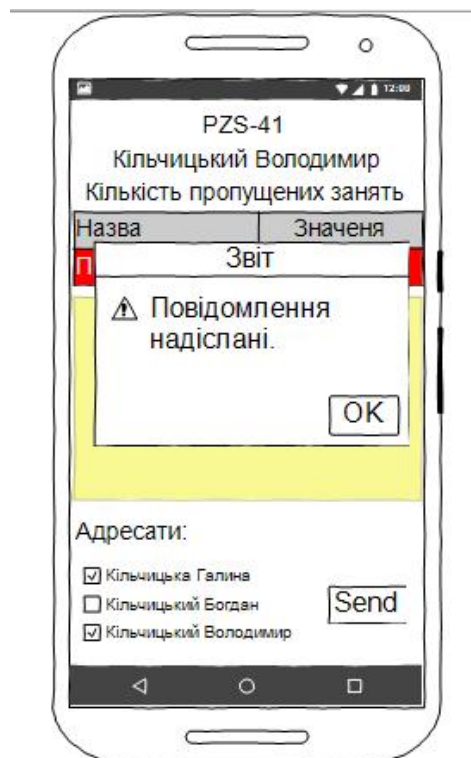 12:00
PZS-41
Кільчицький Володимир
Кількість пропущених занять
Назва Значеня
П
Звіт
Повідомлення
надіслані.
OK
Адресати:
Кільчицька Галина
Кільчицький Богдан
Кільчицький Володимир
Send